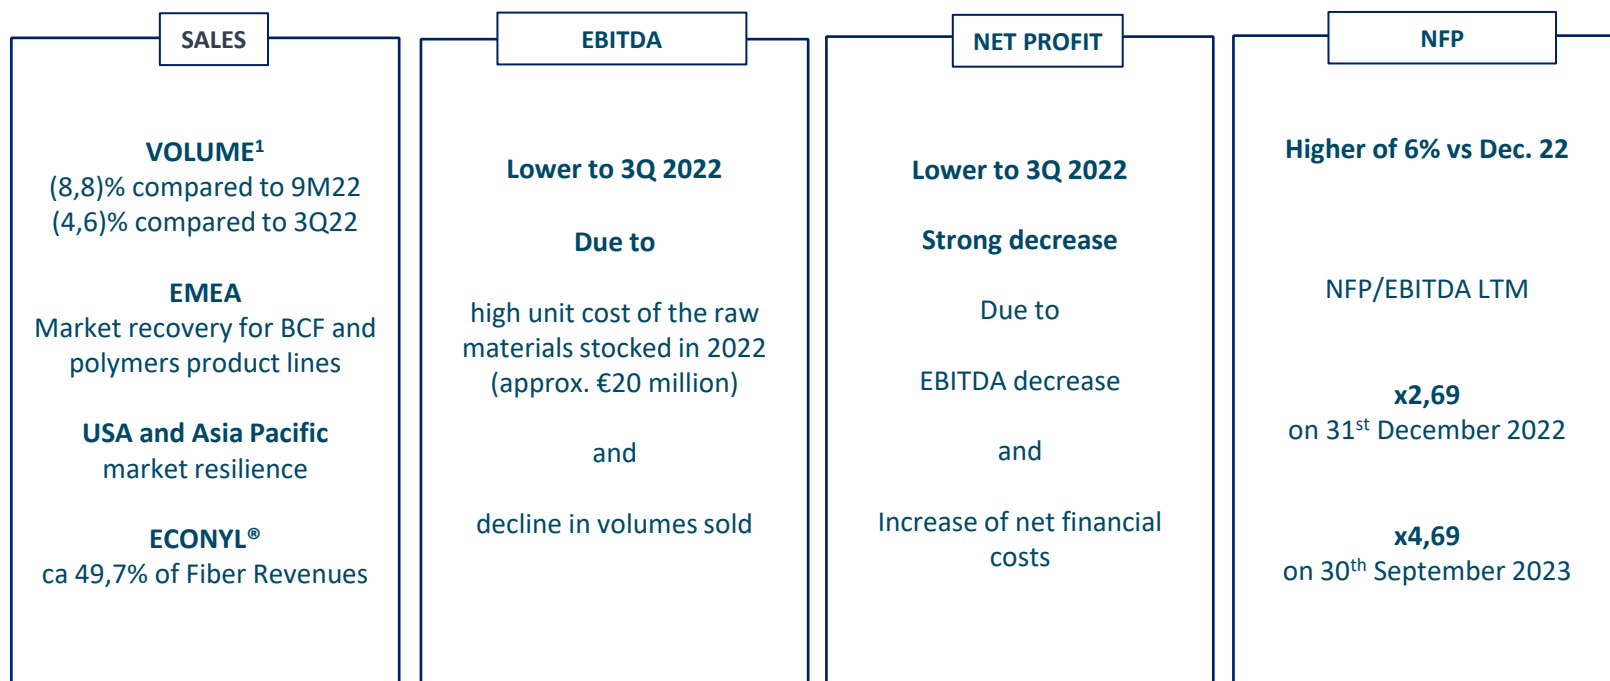 SALES
VOLUME¹
(8,8)% compared to 9M22
(4,6)% compared to 3Q22
EMEA
Market recovery for BCF and
polymers product lines
USA and Asia Pacific
market resilience
ECONYL®
ca 49,7% of Fiber Revenues
EBITDA
Lower to 3Q 2022
Due to
high unit cost of the raw
materials stocked in 2022
(approx. €20 million)
and
decline in volumes sold
NET PROFIT
Lower to 3Q 2022
Strong decrease
Due to
EBITDA decrease
and
Increase of net financial
costs
NFP
Higher of 6% vs Dec. 22
NFP/EBITDA LTM
x2,69
on 31st December 2022
x4,69
on 30th September 2023